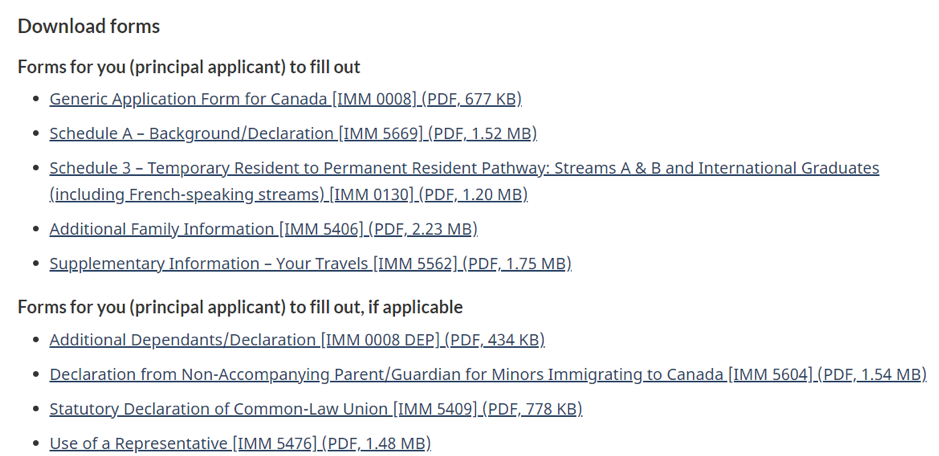 Download forms
Forms for you (principal applicant) to fill out
Generic Application Form for Canada [IMM 0008] (PDF, 677 KB)
Schedule A – Background/Declaration [IMM 5669] (PDF, 1.52 MB)
Schedule 3 – Temporary Resident to Permanent Resident Pathway: Streams A & B and International Graduates
(including French-speaking streams) [IMM 0130] (PDF, 1.20 MB)
Additional Family Information [IMM 5406] (PDF, 2.23 MB)
Supplementary Information – Your Travels [IMM 5562] (PDF, 1.75 MB)
Forms for you (principal applicant) to fill out, if applicable
Additional Dependants/Declaration [IMM 0008 DEP] (PDF, 434 KB)
Declaration from Non-Accompanying Parent/Guardian for Minors Immigrating to Canada [IMM 5604] (PDF, 1.54 MB)
Statutory Declaration of Common-Law Union [IMM 5409] (PDF, 778 KB)
Use of a Representative [IMM 5476] (PDF, 1.48 MB)